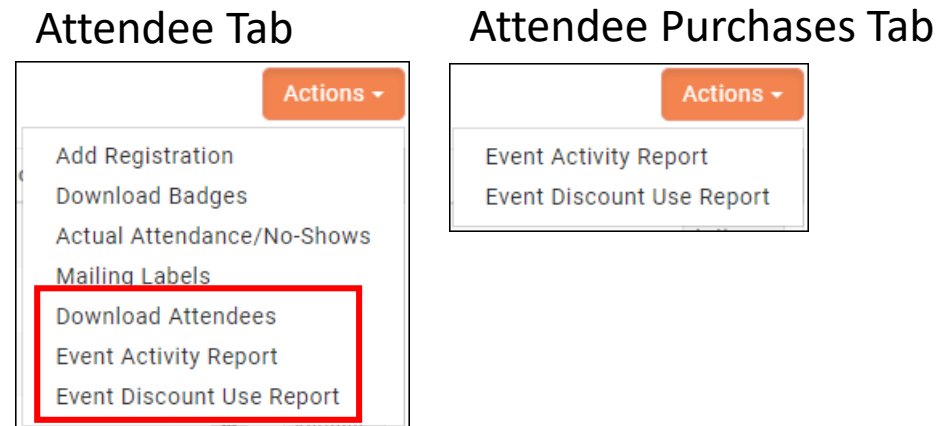 Attendee Tab
Actions
Add Registration
Download Badges
Actual Attendance/No-Shows
Mailing Labels
Download Attendees
Event Activity Report
Event Discount Use Report
Attendee Purchases Tab
Actions
Event Activity Report
Event Discount Use Report